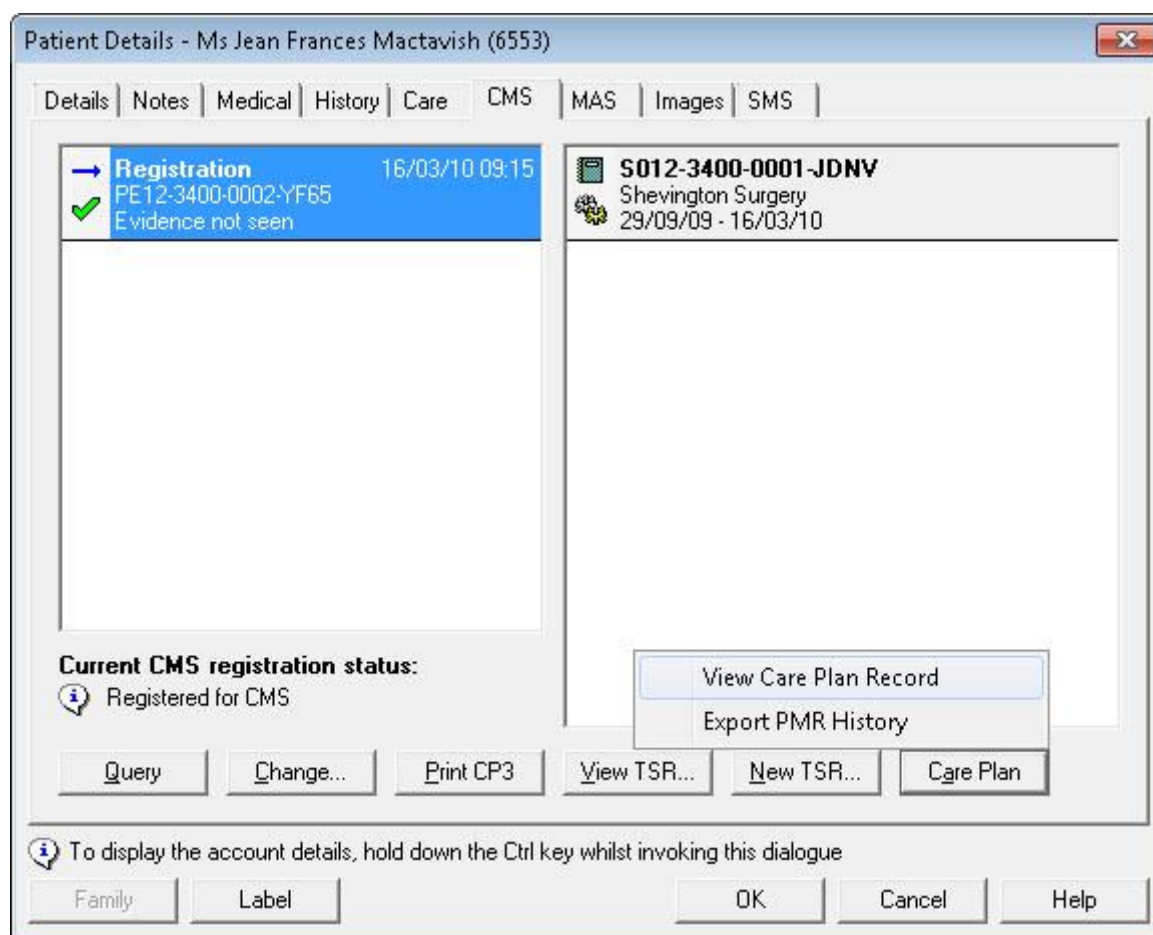 Patient Details - Ms Jean Frances Mactavish (6553)
Details Notes Medical History Care CMS MAS Images SMS
Registration 16/03/10 09:15
PE12-3400-0002-YF65
Evidence not seen
S012-3400-0001-JDNV
Shevington Surgery
29/09/09 - 16/03/10
Current CMS registration status:
Registered for CMS
View Care Plan Record
Export PMR History
Query Change... Print CP3 View TSR... New TSR... Care Plan
To display the account details, hold down the Ctrl key whilst invoking this dialogue
Family Label OK Cancel Help